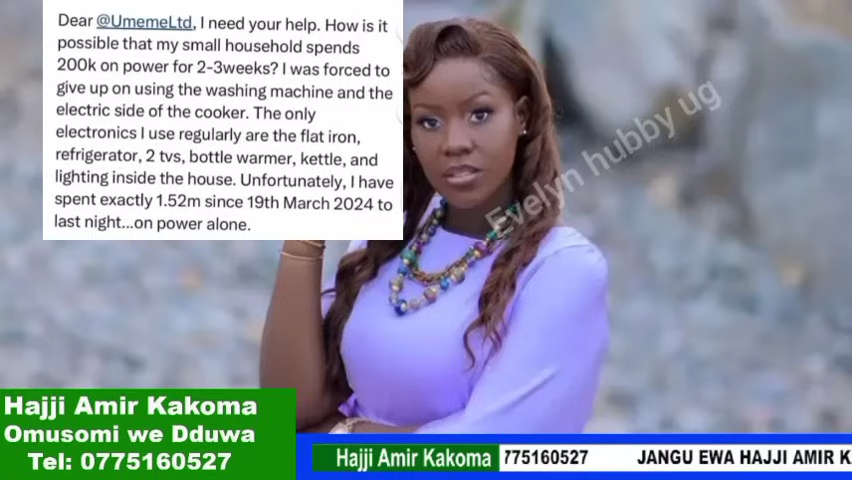 Dear @UmemeLtd, I need your help. How is it
possible that my small household spends
200k on power for 2-3weeks? I was forced to
give up on using the washing machine and the
electric side of the cooker. The only
electronics I use regularly are the flat iron,
refrigerator, 2 tvs, bottle warmer, kettle, and
lighting inside the house. Unfortunately, I have
spent exactly 1.52m since 19th March 2024 to
last night...on power alone.
Evelyn hubby ug
Hajji Amir Kakoma
Omusomi we Dduwa
Tel: 0775160527
Hajji Amir Kakoma 775160527 JANGU EWA HAJJI AMIR K